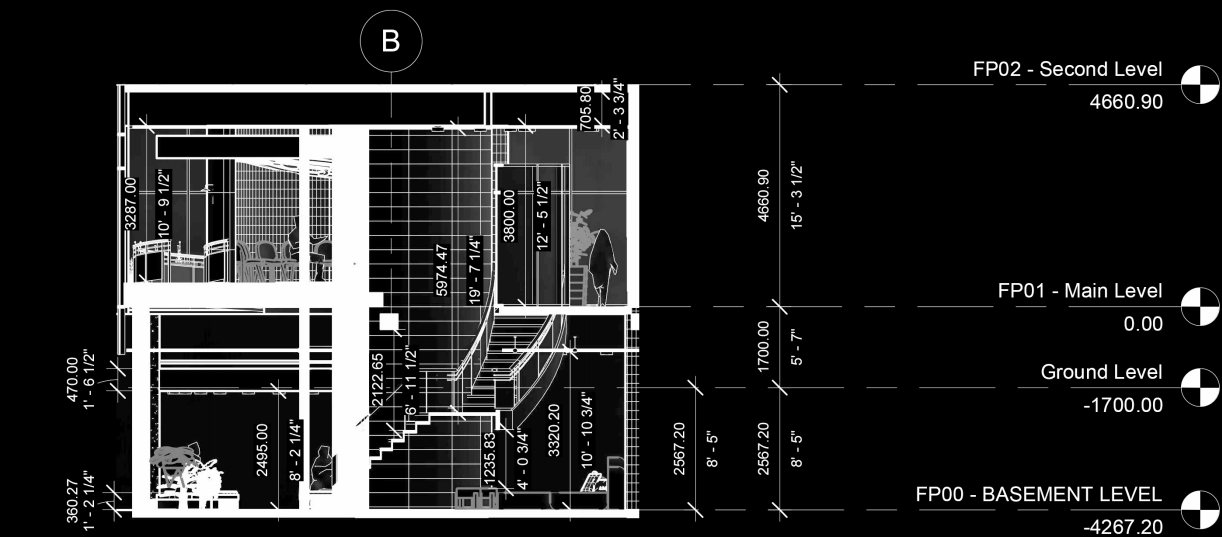 B
FP02 - Second Level
4660.90
705.80
2' - 3 3/4"
3287.00
10' - 9 1/2"
3800.00
12' - 5 1/2"
4660.90
15' - 3 1/2"
5974.47
19' - 7 1/4"
FP01 - Main Level
0.00
1700.00
5' - 7"
470.00
1' - 6 1/2"
2122.65
6' - 11 1/2"
Ground Level
-1700.00
2495.00
8' - 2 1/4"
1235.83
4' - 0 3/4"
3320.20
10' - 10 3/4"
2567.20
8' - 5"
2567.20
8' - 5"
360.27
1' - 2 1/4"
FP00 - BASEMENT LEVEL
-4267.20